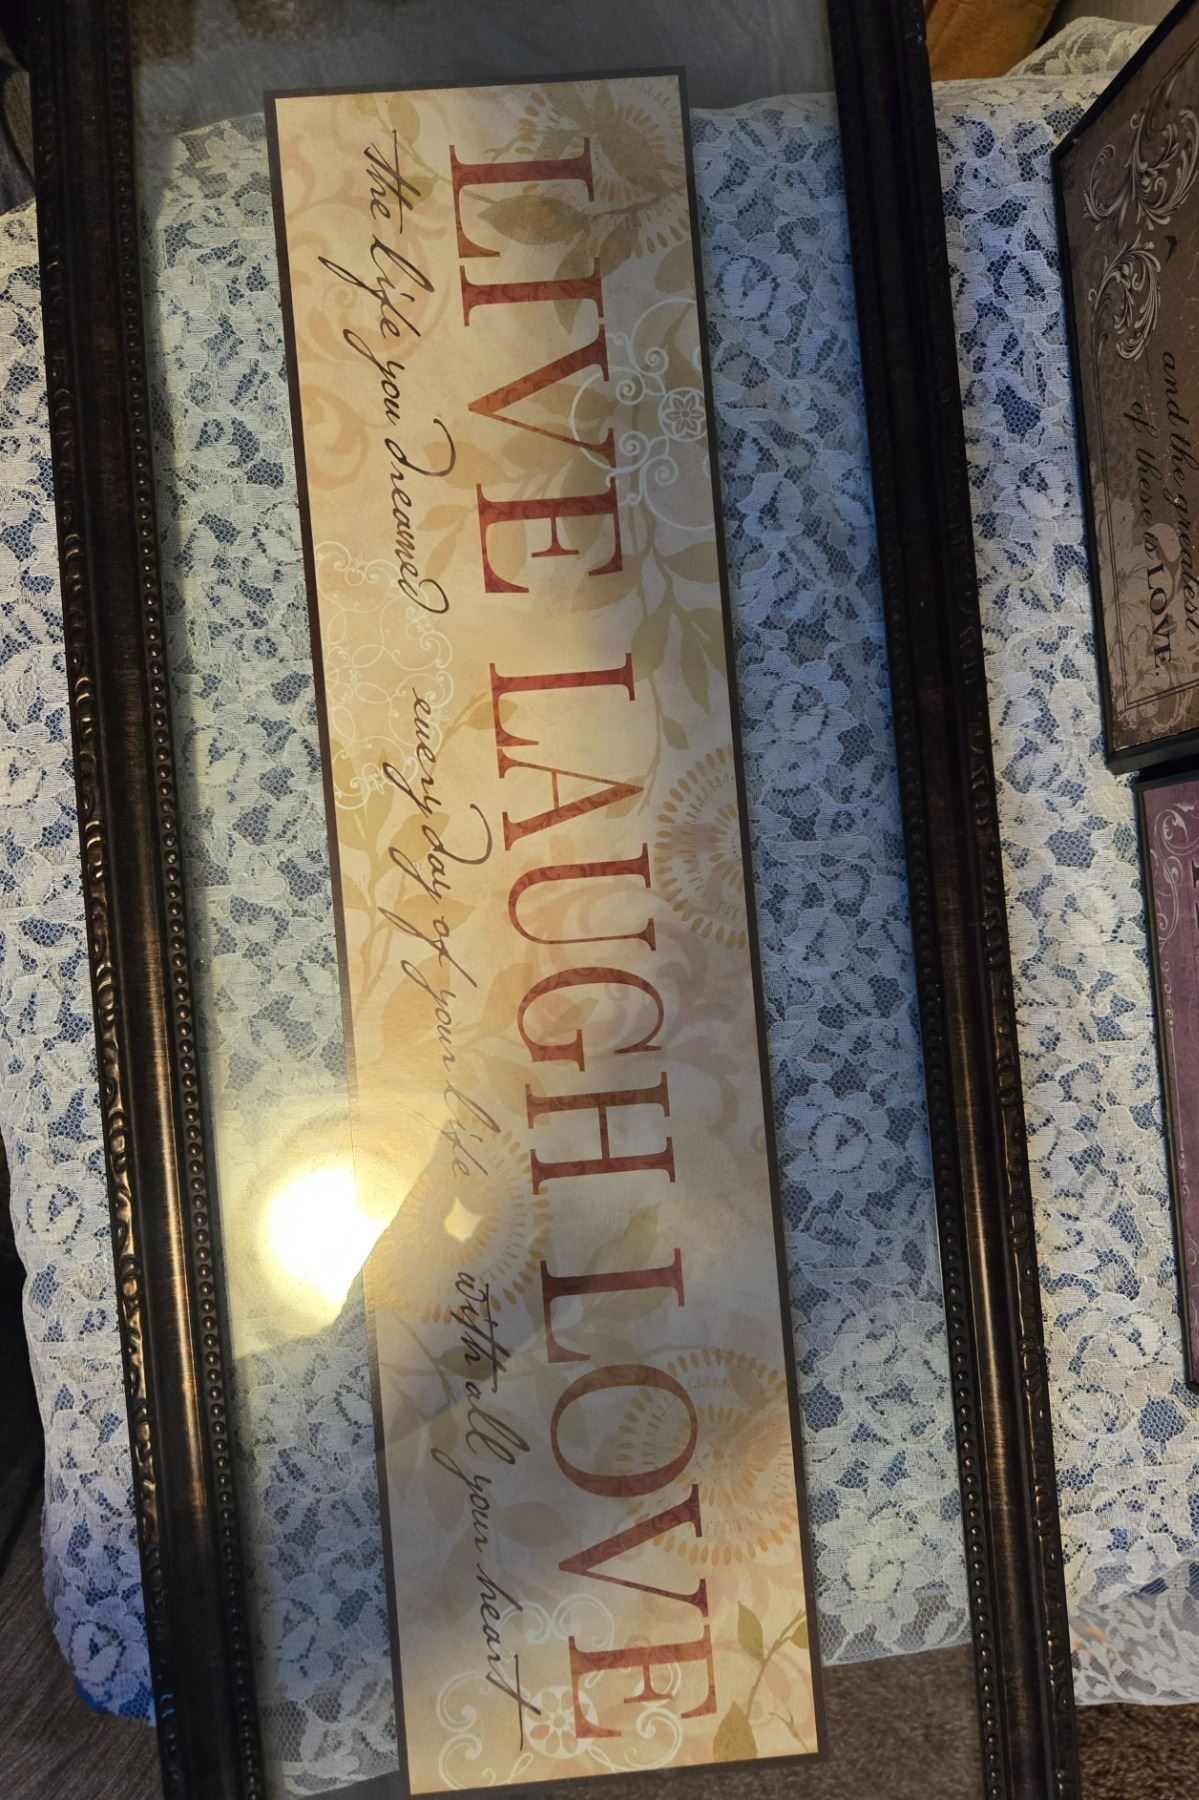 LIVE LAUGH LOVE
the life you dreamed every day of your life with all your heart
and the greatest
of these is LOVE.